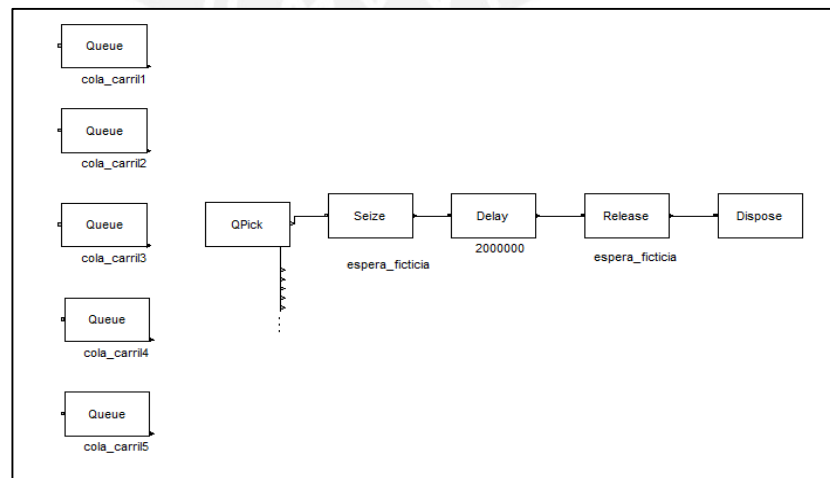 Queue
cola_carril1
Queue
cola_carril2
Queue
cola_carril3
Queue
cola_carril4
Queue
cola_carril5
QPick
Seize
espera_ficticia
Delay
2000000
Release
espera_ficticia
Dispose